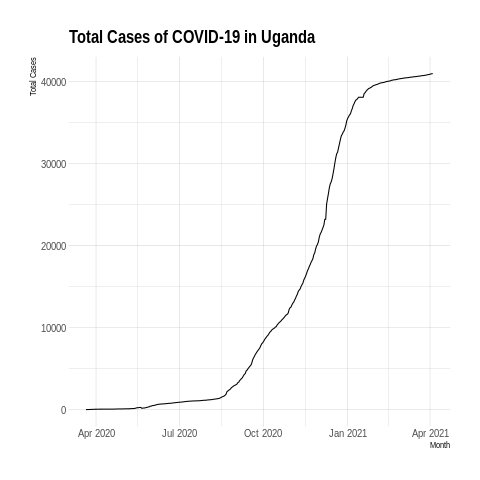 Total Cases of COVID-19 in Uganda
Total Cases
40000
30000
20000
10000
0
Apr 2020 Jul 2020 Oct 2020 Jan 2021 Apr 2021
Month